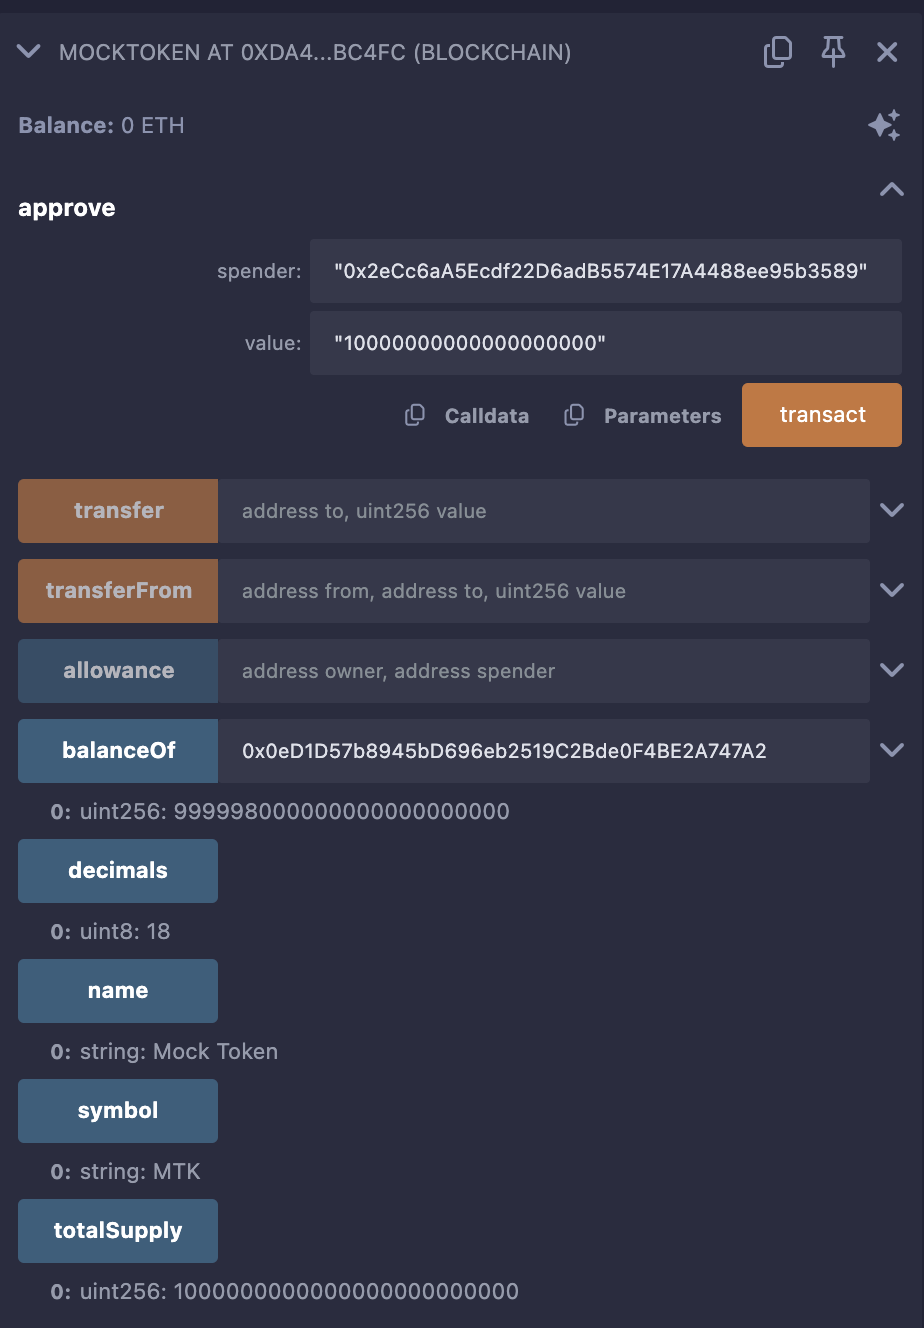 MOCKTOKEN AT 0XDA4...BC4FC (BLOCKCHAIN)
Balance: 0 ETH
approve
spender: "0x2eCc6aA5Ecdf22D6adB5574E17A4488ee95b3589"
value: "10000000000000000000"
Calldata Parameters transact
transfer address to, uint256 value
transferFrom address from, address to, uint256 value
allowance address owner, address spender
balanceOf 0x0eD1D57b8945bD696eb2519C2Bde0F4BE2A747A2
0: uint256: 999998000000000000000000
decimals
0: uint8: 18
name
0: string: Mock Token
symbol
0: string: MTK
totalSupply
0: uint256: 1000000000000000000000000